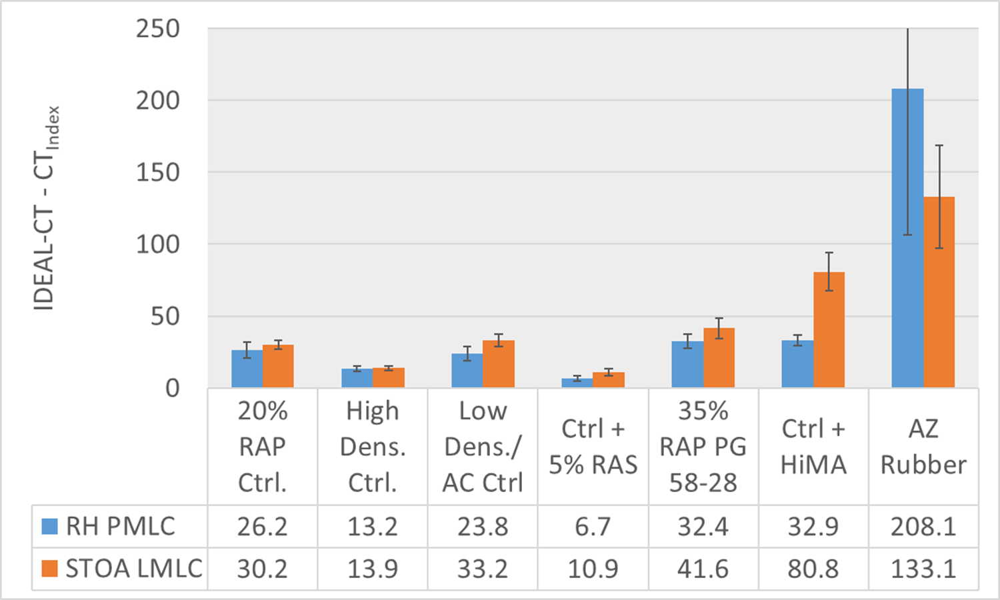 250
200
150
100
50
0
IDEAL-CT - CTIndex
20% RAP Ctrl.
High Dens. Ctrl.
Low Dens./ AC Ctrl
Ctrl + 5% RAS
35% RAP PG 58-28
Ctrl + HiMA
AZ Rubber
RH PMLC 26.2 13.2 23.8 6.7 32.4 32.9 208.1
STOA LMLC 30.2 13.9 33.2 10.9 41.6 80.8 133.1